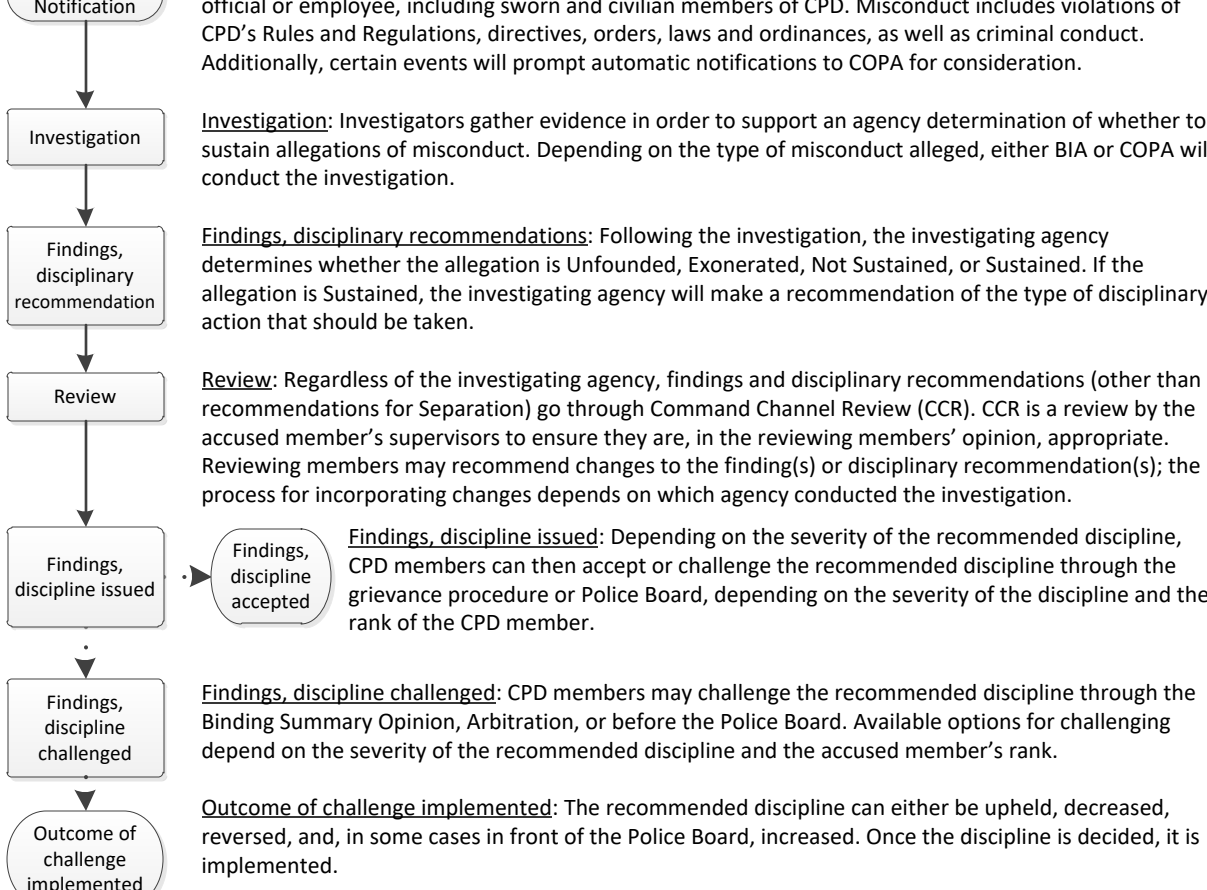 Notification
official or employee, including sworn and civilian members of CPD. Misconduct includes violations of
CPD's Rules and Regulations, directives, orders, laws and ordinances, as well as criminal conduct.
Additionally, certain events will prompt automatic notifications to COPA for consideration.
Investigation
Investigation: Investigators gather evidence in order to support an agency determination of whether to
sustain allegations of misconduct. Depending on the type of misconduct alleged, either BIA or COPA wil
conduct the investigation.
Findings,
disciplinary
recommendation
Findings, disciplinary recommendations: Following the investigation, the investigating agency
determines whether the allegation is Unfounded, Exonerated, Not Sustained, or Sustained. If the
allegation is Sustained, the investigating agency will make a recommendation of the type of disciplinary
action that should be taken.
Review
Review: Regardless of the investigating agency, findings and disciplinary recommendations (other than
recommendations for Separation) go through Command Channel Review (CCR). CCR is a review by the
accused member's supervisors to ensure they are, in the reviewing members' opinion, appropriate.
Reviewing members may recommend changes to the finding(s) or disciplinary recommendation(s); the
process for incorporating changes depends on which agency conducted the investigation.
Findings,
discipline issued
Findings,
discipline
accepted
Findings, discipline issued: Depending on the severity of the recommended discipline,
CPD members can then accept or challenge the recommended discipline through the
grievance procedure or Police Board, depending on the severity of the discipline and the
rank of the CPD member.
Findings,
discipline
challenged
Findings, discipline challenged: CPD members may challenge the recommended discipline through the
Binding Summary Opinion, Arbitration, or before the Police Board. Available options for challenging
depend on the severity of the recommended discipline and the accused member's rank.
Outcome of
challenge
implemented
Outcome of challenge implemented: The recommended discipline can either be upheld, decreased,
reversed, and, in some cases in front of the Police Board, increased. Once the discipline is decided, it is
implemented.